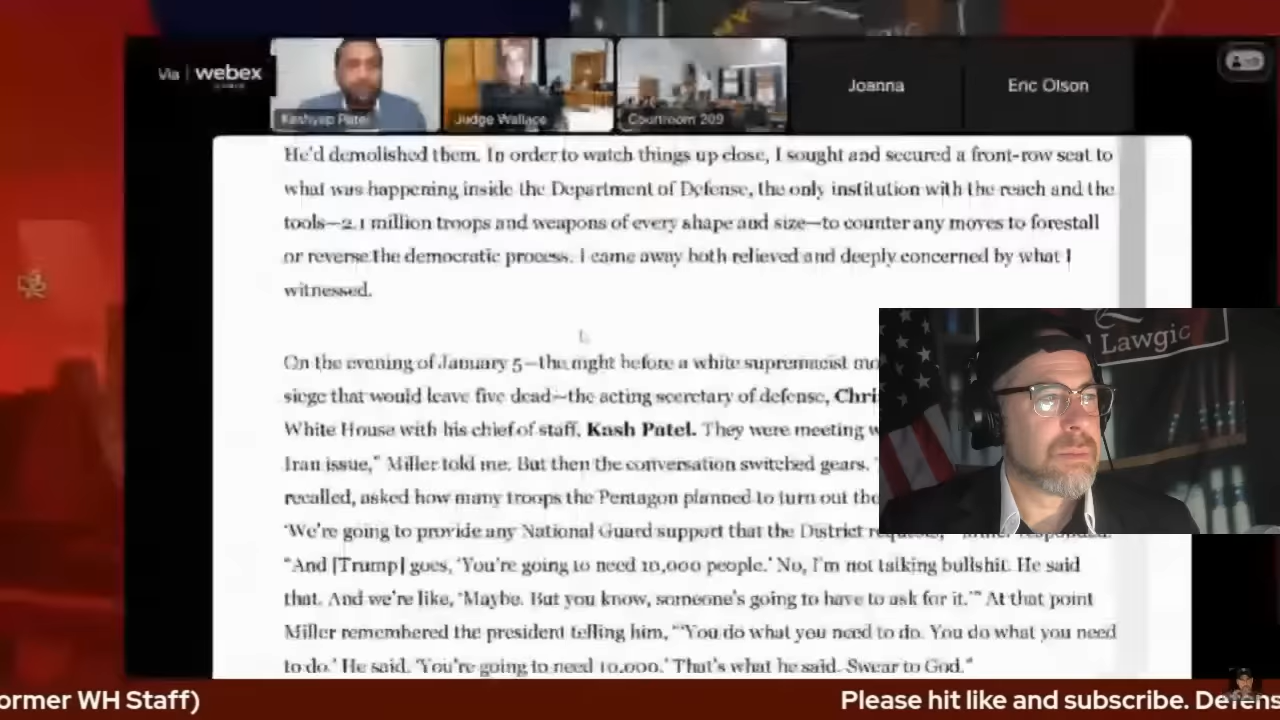 Via | webex
Kashyap Patel
Judge Wallace
Courtroom 209
Joanna
Eric Olson
He'd demolished them. In order to watch things up close, I sought and secured a front-row seat to
what was happening inside the Department of Defense, the only institution with the reach and the
tools—2.1 million troops and weapons of every shape and size—to counter any moves to forestall
or reverse the democratic process. I came away both relieved and deeply concerned by what I
witnessed.
On the evening of January 5—the night before a white supremacist mo
siege that would leave five dead—the acting secretary of defense, Chri
White House with his chief of staff, Kash Patel. They were meeting w
Iran issue," Miller told me. But then the conversation switched gears.
recalled, asked how many troops the Pentagon planned to turn out the
'We're going to provide any National Guard support that the District
"And [Trump] goes, 'You're going to need 10,000 people.' No, I'm not talking bullshit. He said
that. And we're like, 'Maybe. But you know, someone's going to have to ask for it.'" At that point
Miller remembered the president telling him, "'You do what you need to do. You do what you need
to do.' He said, 'You're going to need 10,000.' That's what he said. Swear to God."
Lawgic
ormer WH Staff)
Please hit like and subscribe. Defens